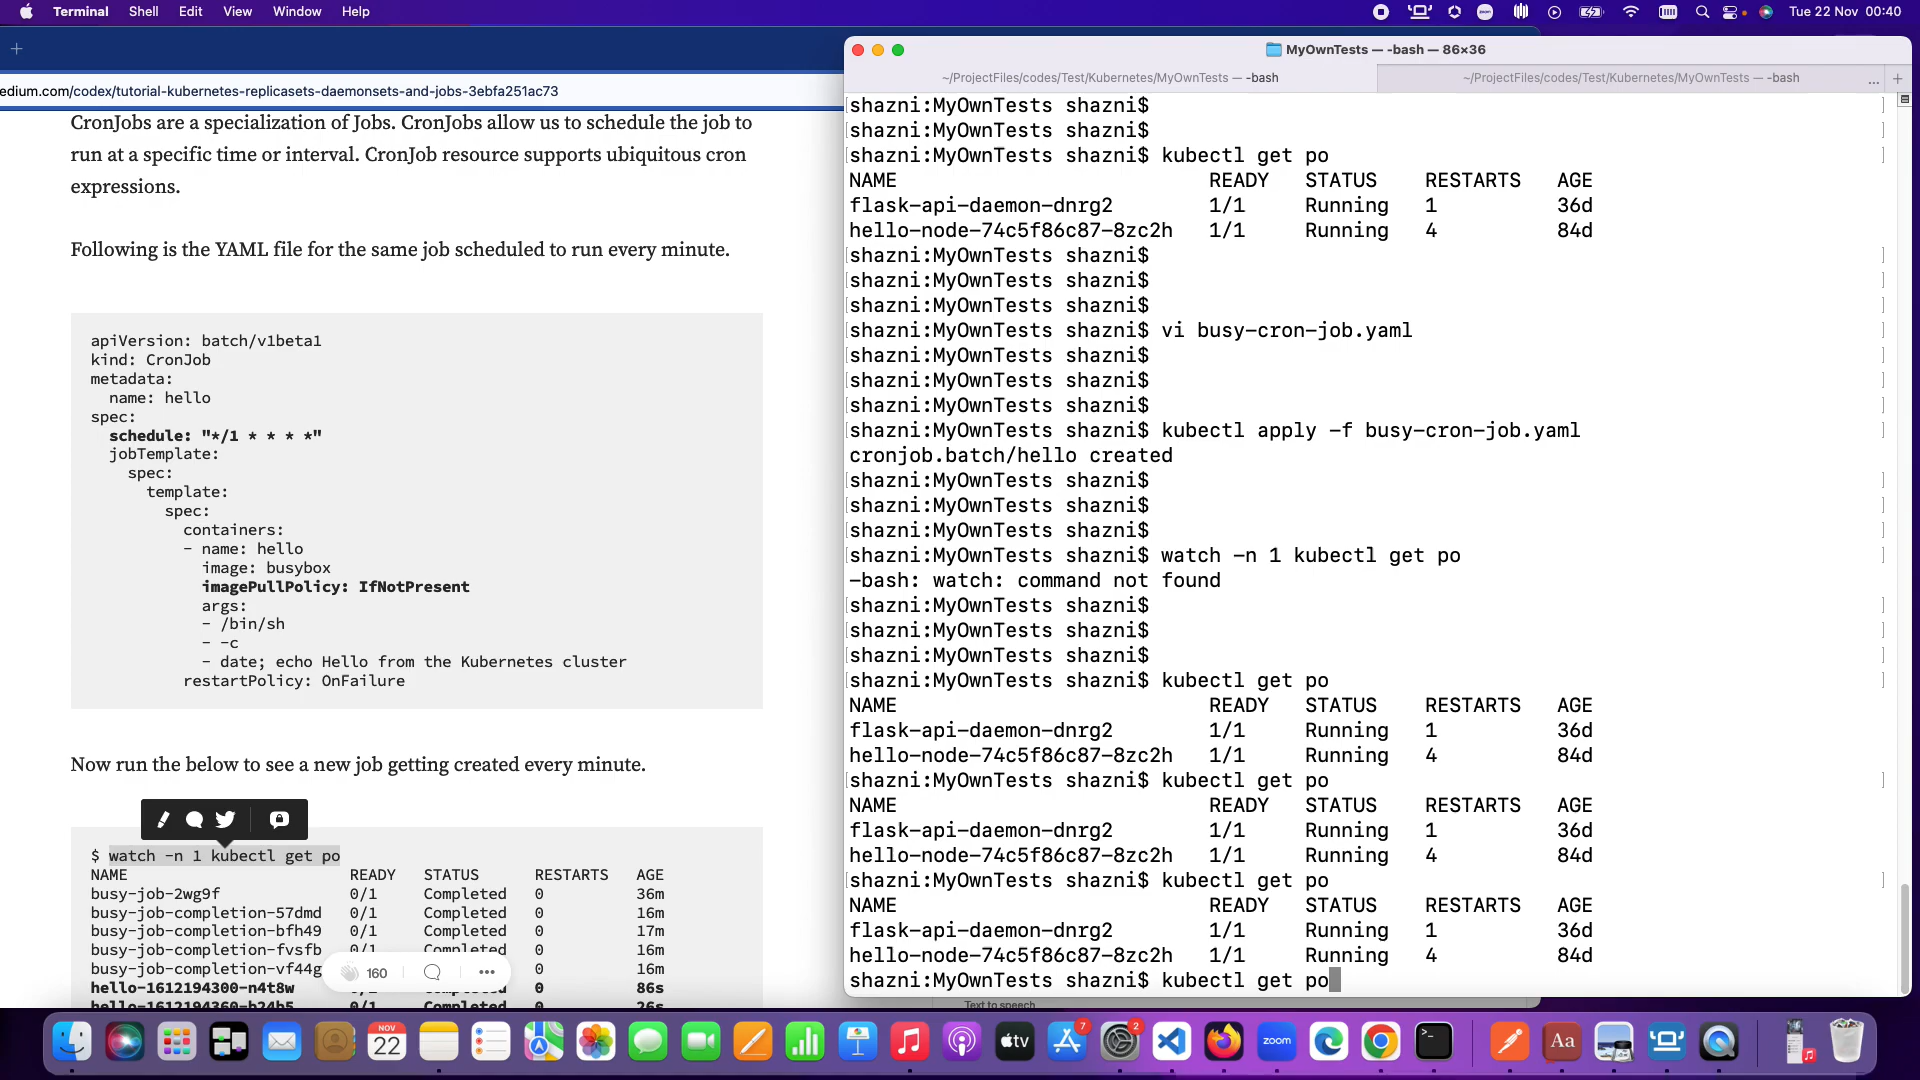 Terminal Shell Edit View Window Help
Tue 22 Nov 00:40
edium.com/codex/tutorial-kubernetes-replicasets-daemonsets-and-jobs-3ebfa251ac73
CronJobs are a specialization of Jobs. CronJobs allow us to schedule the job to
run at a specific time or interval. CronJob resource supports ubiquitous cron
expressions.
Following is the YAML file for the same job scheduled to run every minute.
apiVersion: batch/v1beta1
kind: CronJob
metadata:
  name: hello
spec:
  schedule: "*/1 * * * *"
  jobTemplate:
    spec:
      template:
        spec:
          containers:
          - name: hello
            image: busybox
            imagePullPolicy: IfNotPresent
            args:
            - /bin/sh
            - -c
            - date; echo Hello from the Kubernetes cluster
          restartPolicy: OnFailure
Now run the below to see a new job getting created every minute.
$ watch -n 1 kubectl get po
NAME READY STATUS RESTARTS AGE
busy-job-2wg9f 0/1 Completed 0 36m
busy-job-completion-57dmd 0/1 Completed 0 16m
busy-job-completion-bfh49 0/1 Completed 0 17m
busy-job-completion-fvsfb 0/1 Completed 0 16m
busy-job-completion-vf44g 0 16m
160
hello-1612194300-n4t8w Completed 0 86s
hello-1612194360-b24b5 Completed 0 26s
MyOwnTests — -bash — 86×36
~/ProjectFiles/codes/Test/Kubernetes/MyOwnTests — -bash
~/ProjectFiles/codes/Test/Kubernetes/MyOwnTests — -bash ...
shazni:MyOwnTests shazni$
shazni:MyOwnTests shazni$
shazni:MyOwnTests shazni$ kubectl get po
NAME READY STATUS RESTARTS AGE
flask-api-daemon-dnrg2 1/1 Running 1 36d
hello-node-74c5f86c87-8zc2h 1/1 Running 4 84d
shazni:MyOwnTests shazni$
shazni:MyOwnTests shazni$
shazni:MyOwnTests shazni$
shazni:MyOwnTests shazni$ vi busy-cron-job.yaml
shazni:MyOwnTests shazni$
shazni:MyOwnTests shazni$
shazni:MyOwnTests shazni$
shazni:MyOwnTests shazni$ kubectl apply -f busy-cron-job.yaml
cronjob.batch/hello created
shazni:MyOwnTests shazni$
shazni:MyOwnTests shazni$
shazni:MyOwnTests shazni$
shazni:MyOwnTests shazni$ watch -n 1 kubectl get po
-bash: watch: command not found
shazni:MyOwnTests shazni$
shazni:MyOwnTests shazni$
shazni:MyOwnTests shazni$
shazni:MyOwnTests shazni$ kubectl get po
NAME READY STATUS RESTARTS AGE
flask-api-daemon-dnrg2 1/1 Running 1 36d
hello-node-74c5f86c87-8zc2h 1/1 Running 4 84d
shazni:MyOwnTests shazni$ kubectl get po
NAME READY STATUS RESTARTS AGE
flask-api-daemon-dnrg2 1/1 Running 1 36d
hello-node-74c5f86c87-8zc2h 1/1 Running 4 84d
shazni:MyOwnTests shazni$ kubectl get po
NAME READY STATUS RESTARTS AGE
flask-api-daemon-dnrg2 1/1 Running 1 36d
hello-node-74c5f86c87-8zc2h 1/1 Running 4 84d
shazni:MyOwnTests shazni$ kubectl get po
Text to speech
NOV
22
tv
7
2
zoom
Aa